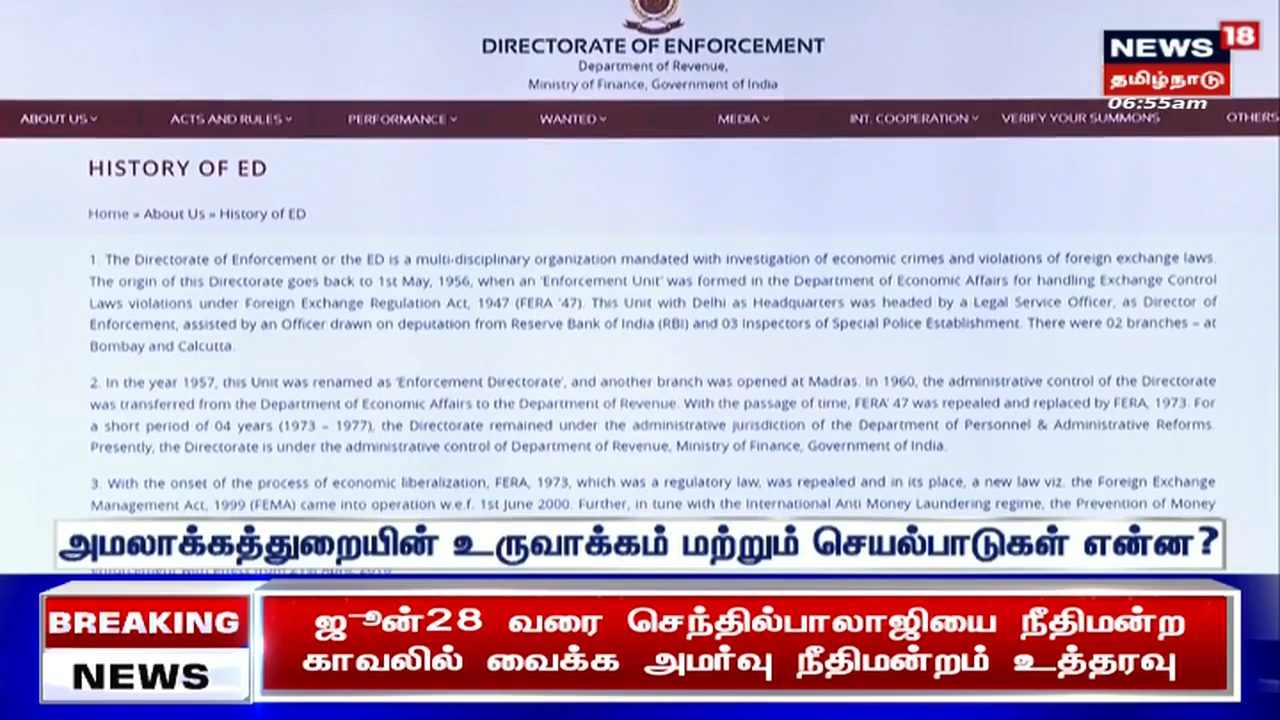 DIRECTORATE OF ENFORCEMENT
Department of Revenue,
Ministry of Finance, Government of India
NEWS 18
தமிழ்நாடு
06:55am
ABOUT US ACTS AND RULES PERFORMANCE WANTED MEDIA INT. COOPERATION VERIFY YOUR SUMMONS OTHERS
HISTORY OF ED
Home » About Us » History of ED
1. The Directorate of Enforcement or the ED is a multi-disciplinary organization mandated with investigation of economic crimes and violations of foreign exchange laws.
The origin of this Directorate goes back to 1st May, 1956, when an 'Enforcement Unit' was formed in the Department of Economic Affairs for handling Exchange Control
Laws violations under Foreign Exchange Regulation Act, 1947 (FERA '47). This Unit with Delhi as Headquarters was headed by a Legal Service Officer, as Director of
Enforcement, assisted by an Officer drawn on deputation from Reserve Bank of India (RBI) and 03 Inspectors of Special Police Establishment. There were 02 branches – at
Bombay and Calcutta.
2. In the year 1957, this Unit was renamed as 'Enforcement Directorate', and another branch was opened at Madras. In 1960, the administrative control of the Directorate
was transferred from the Department of Economic Affairs to the Department of Revenue. With the passage of time, FERA' 47 was repealed and replaced by FERA, 1973. For
a short period of 04 years (1973 – 1977), the Directorate remained under the administrative jurisdiction of the Department of Personnel & Administrative Reforms.
Presently, the Directorate is under the administrative control of Department of Revenue, Ministry of Finance, Government of India.
3. With the onset of the process of economic liberalization, FERA, 1973, which was a regulatory law, was repealed and in its place, a new law viz. the Foreign Exchange
Management Act, 1999 (FEMA) came into operation w.e.f. 1st June 2000. Further, in tune with the International Anti Money Laundering regime, the Prevention of Money
அமலாக்கத்துறையின் உருவாக்கம் மற்றும் செயல்பாடுகள் என்ன?
BREAKING
NEWS
ஜூன்28 வரை செந்தில்பாலாஜியை நீதிமன்ற
காவலில் வைக்க அமர்வு நீதிமன்றம் உத்தரவு